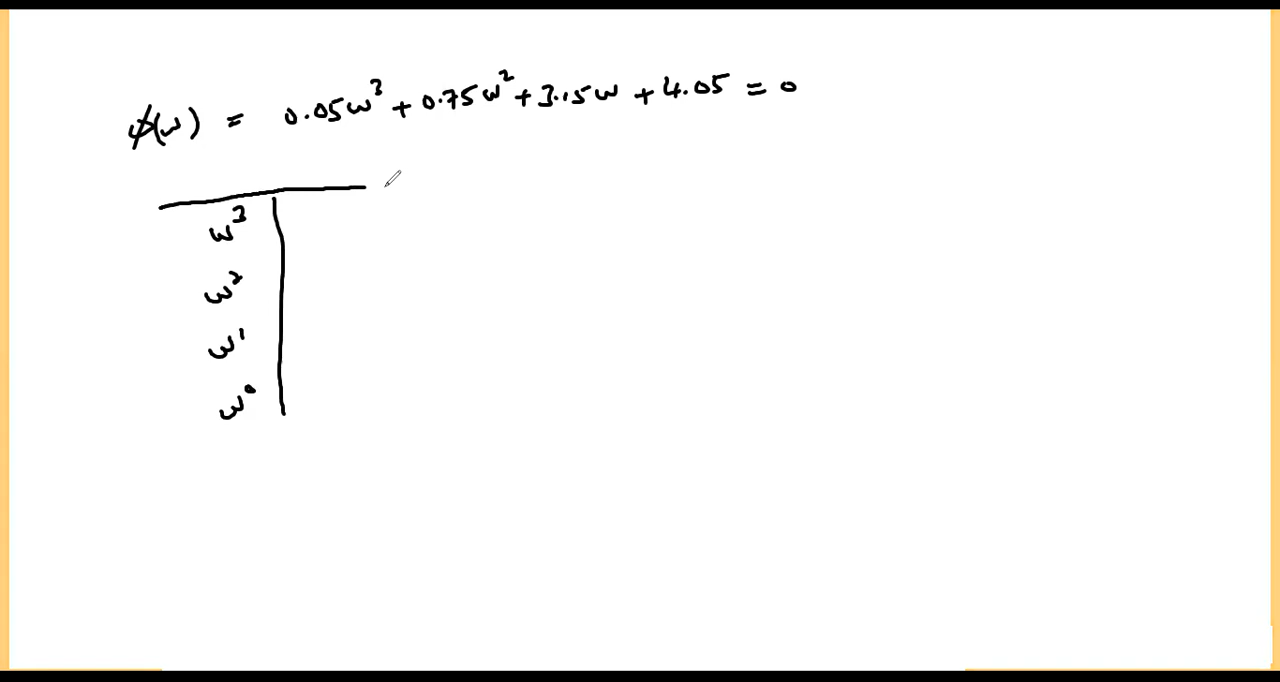 ϕ(w) = 0.05w³ + 0.75w² + 3.15w + 4.05 = 0
w³
w²
w¹
w⁰